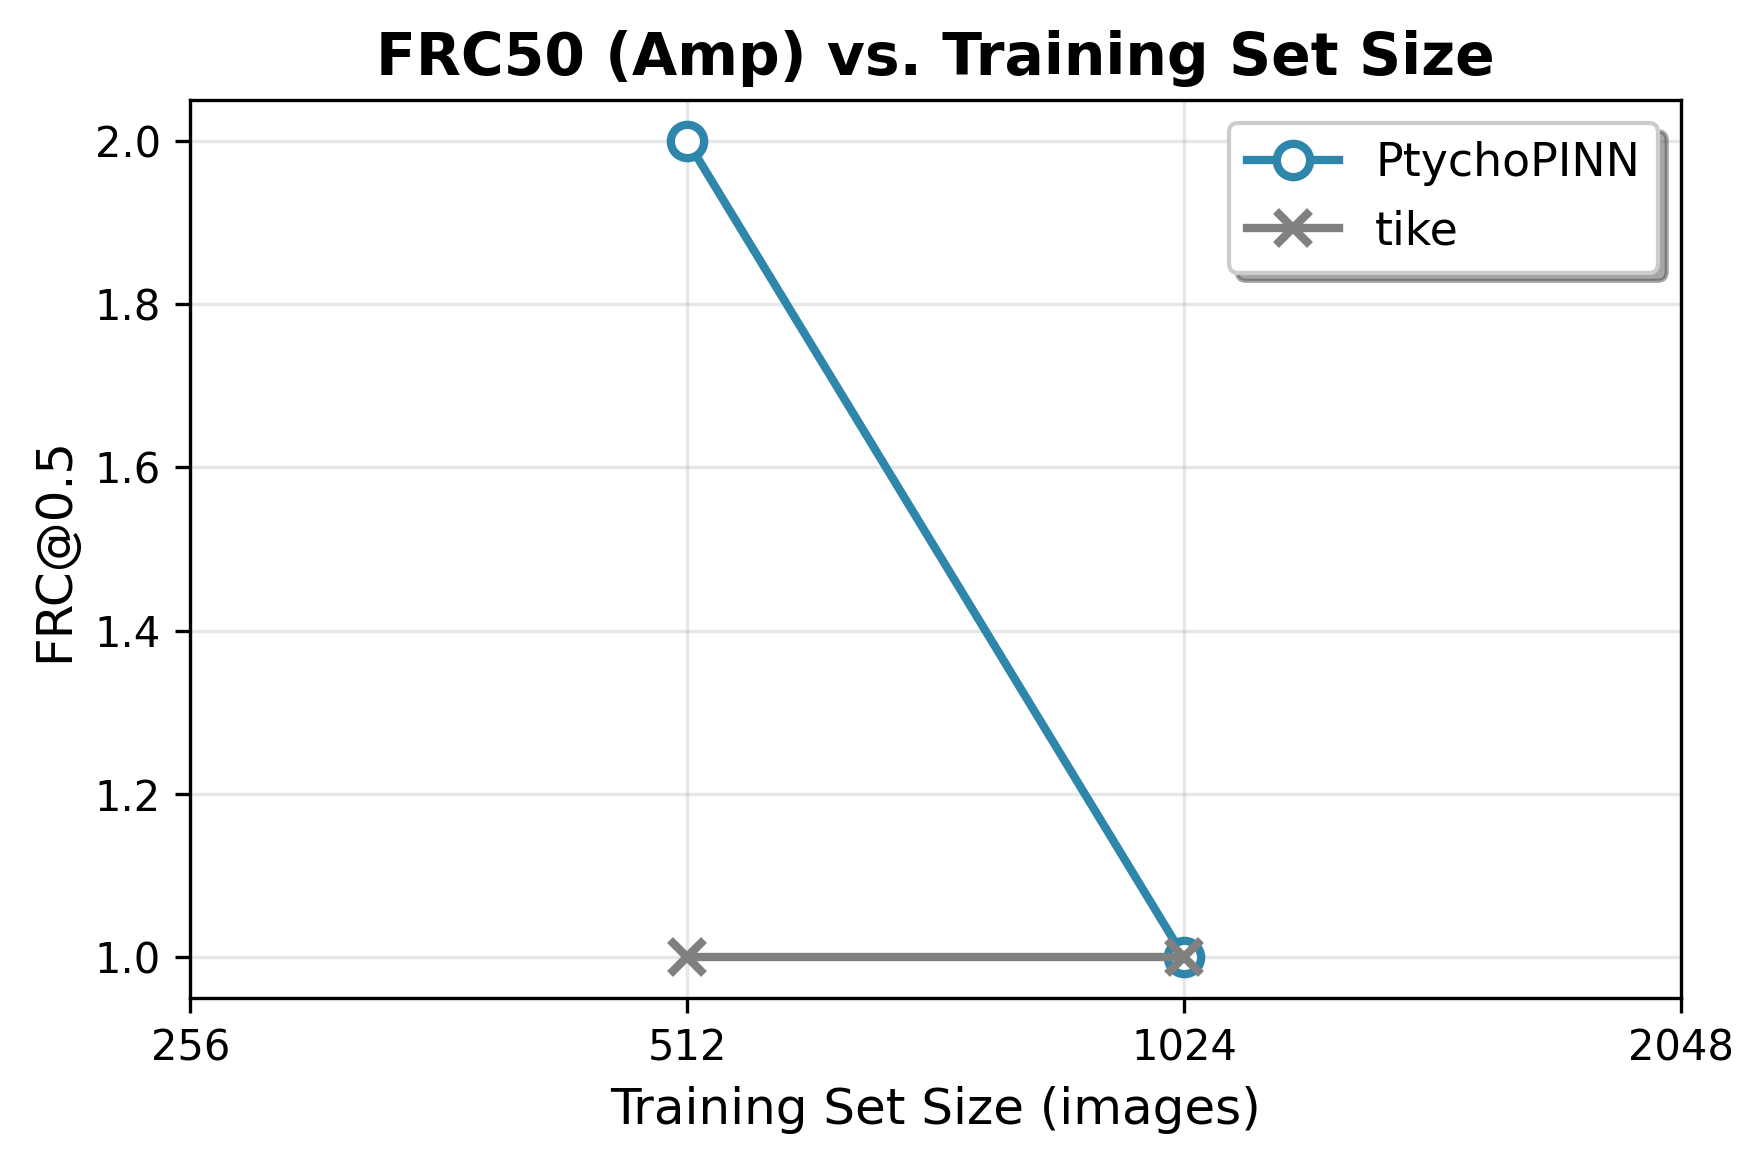 FRC50 (Amp) vs. Training Set Size
PtychoPINN
tike
FRC@0.5
2.0
1.8
1.6
1.4
1.2
1.0
256 512 1024 2048
Training Set Size (images)